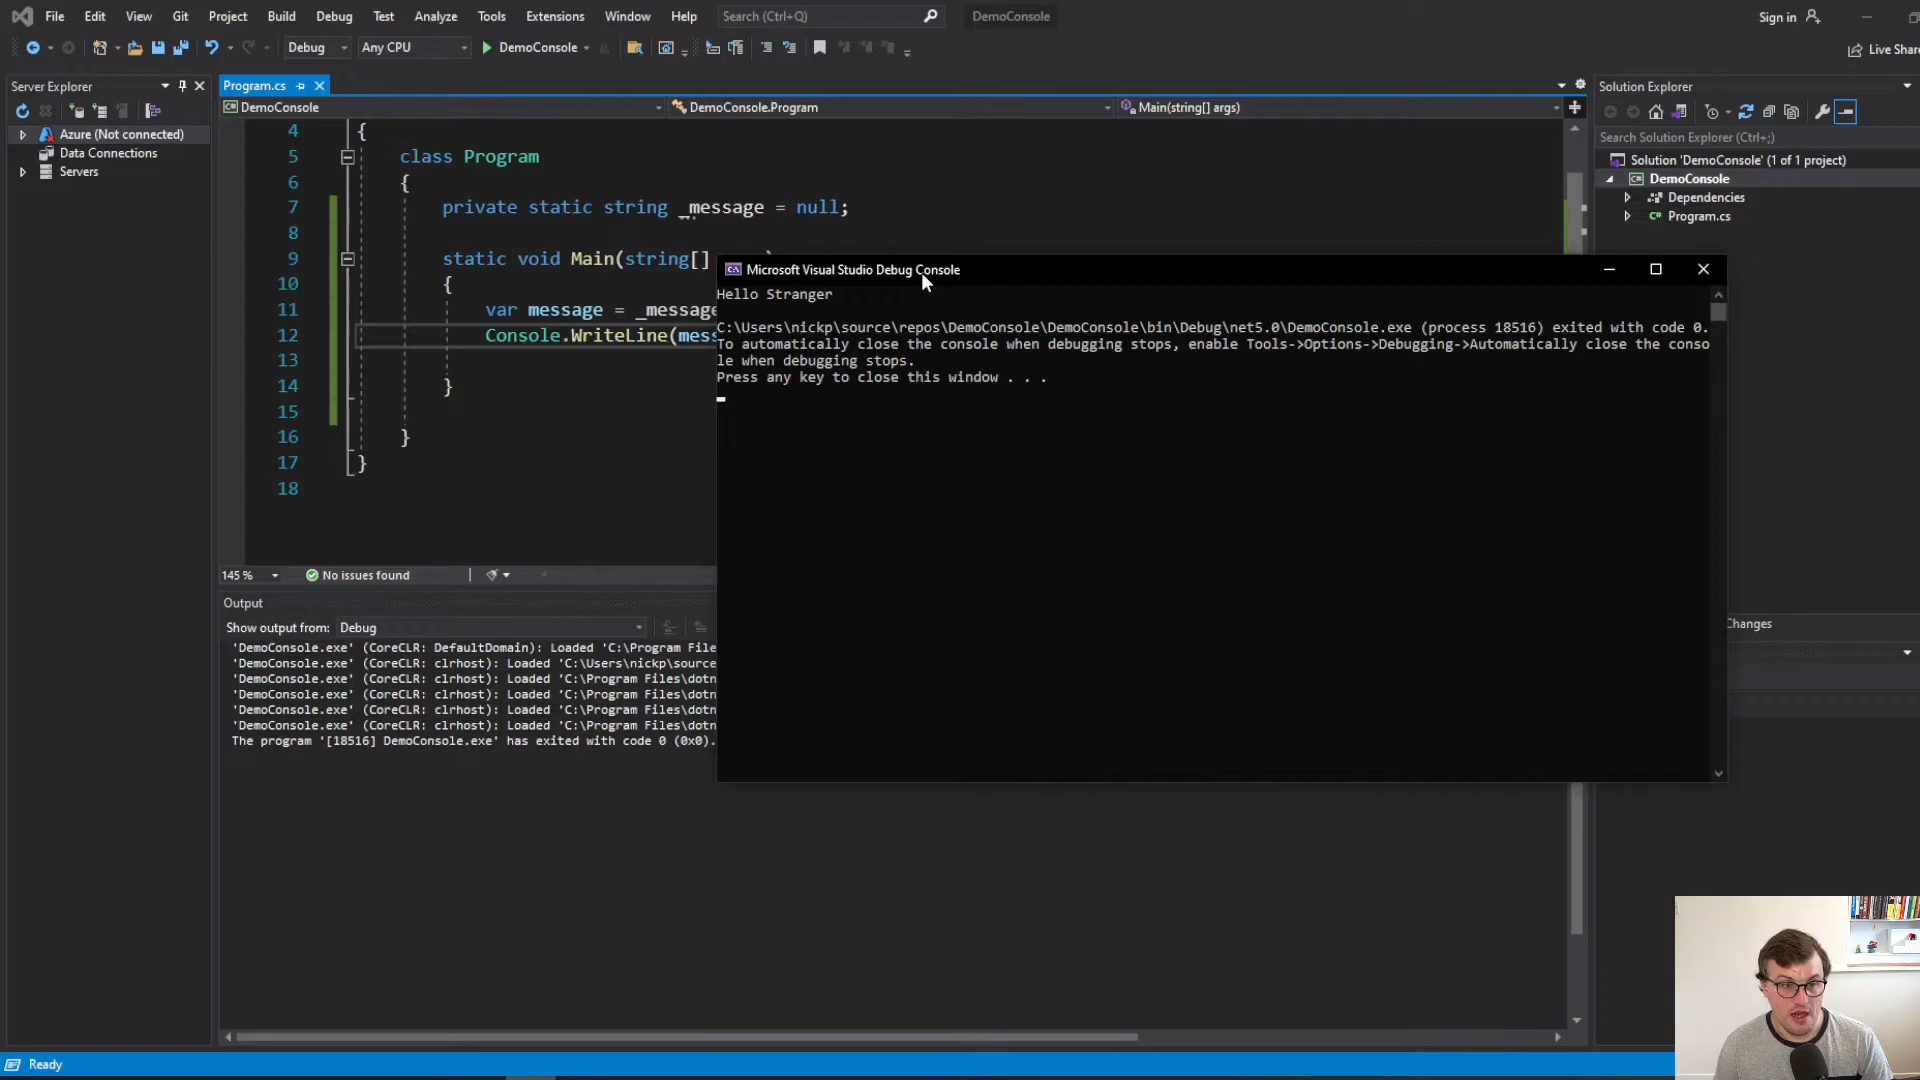 File Edit View Git Project Build Debug Test Analyze Tools Extensions Window Help Search (Ctrl+Q) DemoConsole Sign in
Debug Any CPU DemoConsole Live Share
Server Explorer
Azure (Not connected)
Data Connections
Servers
Program.cs
DemoConsole DemoConsole.Program Main(string[] args)
4 {
5 class Program
6 {
7 private static string _message = null;
8
9 static void Main(string[]
10 {
11 var message = _message
12 Console.WriteLine(mess
13
14 }
15
16 }
17 }
18
145 % No issues found
Output
Show output from: Debug
'DemoConsole.exe' (CoreCLR: DefaultDomain): Loaded 'C:\Program File
'DemoConsole.exe' (CoreCLR: clrhost): Loaded 'C:\Users\nickp\source
'DemoConsole.exe' (CoreCLR: clrhost): Loaded 'C:\Program Files\dotn
'DemoConsole.exe' (CoreCLR: clrhost): Loaded 'C:\Program Files\dotn
'DemoConsole.exe' (CoreCLR: clrhost): Loaded 'C:\Program Files\dotn
'DemoConsole.exe' (CoreCLR: clrhost): Loaded 'C:\Program Files\dotn
The program '[18516] DemoConsole.exe' has exited with code 0 (0x0).
Microsoft Visual Studio Debug Console
Hello Stranger
C:\Users\nickp\source\repos\DemoConsole\DemoConsole\bin\Debug\net5.0\DemoConsole.exe (process 18516) exited with code 0.
To automatically close the console when debugging stops, enable Tools->Options->Debugging->Automatically close the conso
le when debugging stops.
Press any key to close this window . . .
Solution Explorer
Search Solution Explorer (Ctrl+;)
Solution 'DemoConsole' (1 of 1 project)
DemoConsole
Dependencies
C# Program.cs
Changes
Ready